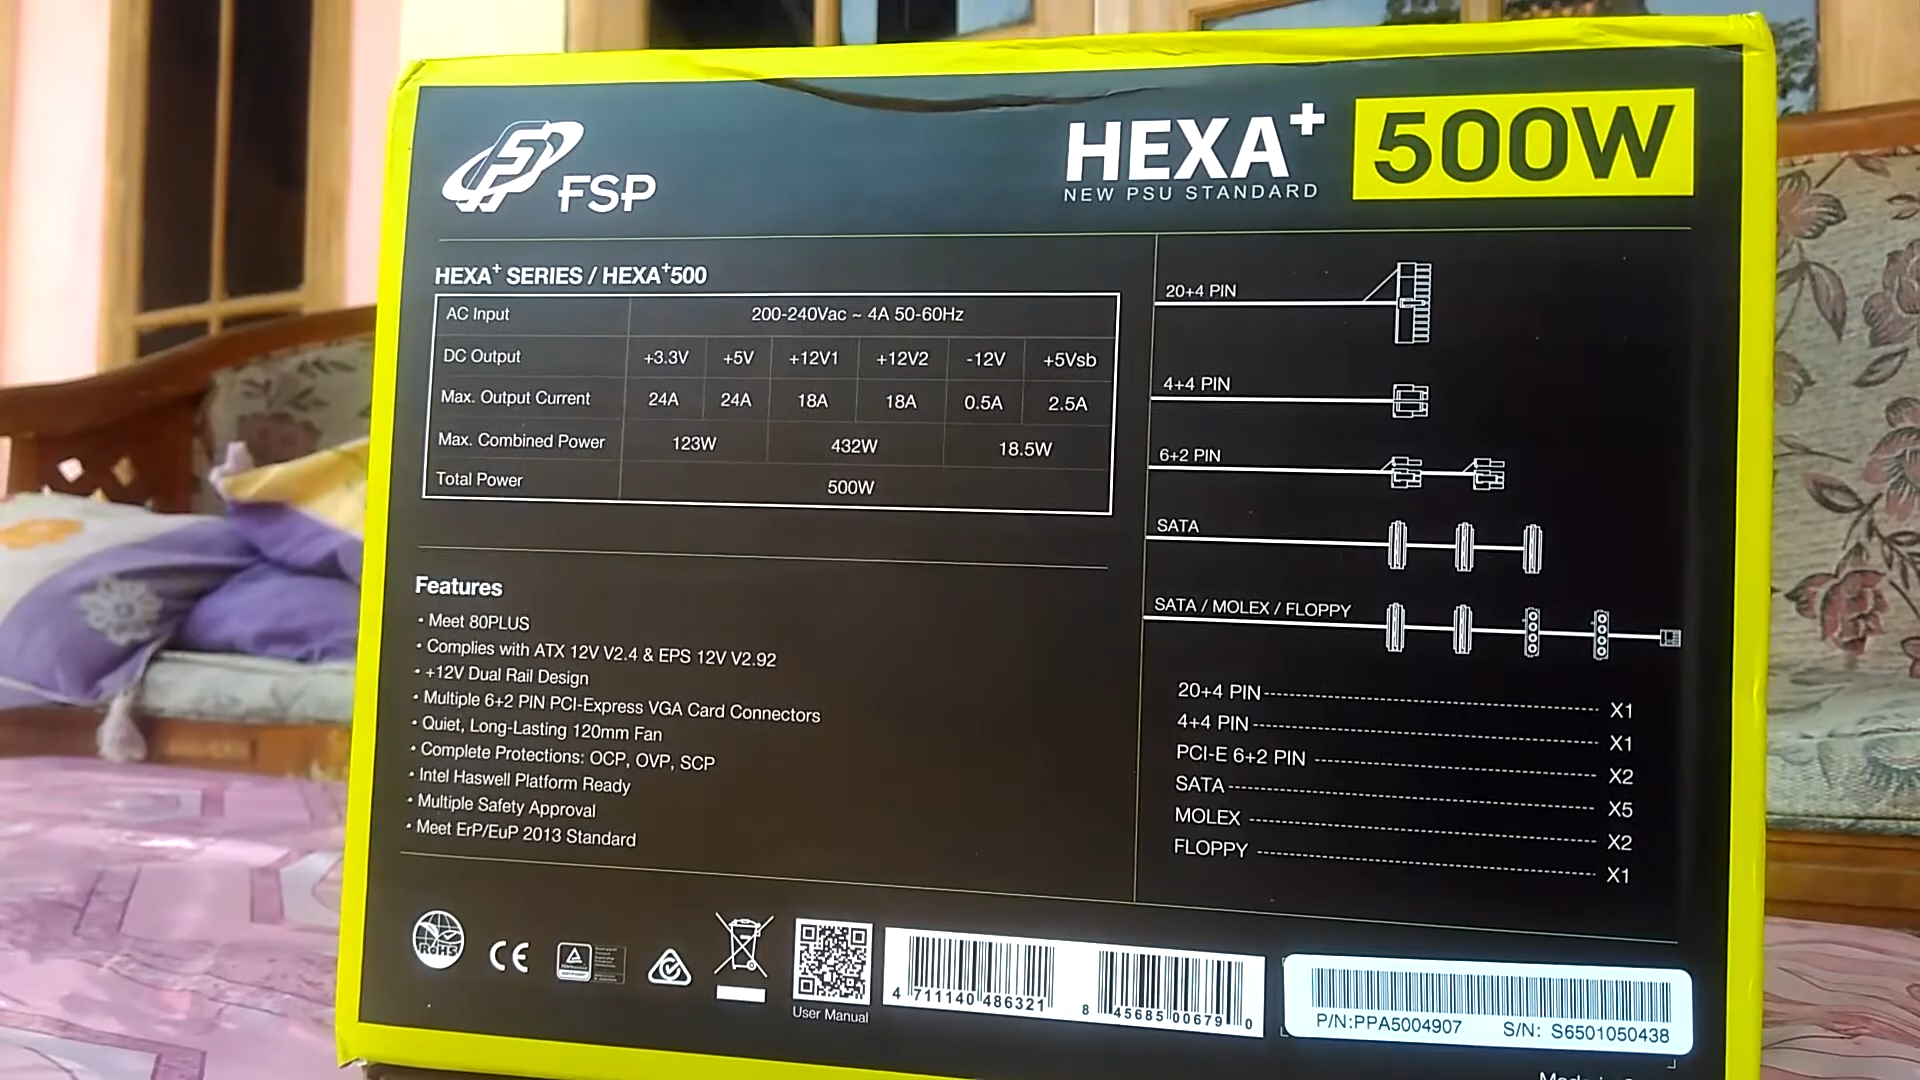 FSP
HEXA+ 500W
NEW PSU STANDARD
HEXA+ SERIES / HEXA+500
AC Input 200-240Vac ~ 4A 50-60Hz
DC Output +3.3V +5V +12V1 +12V2 -12V +5Vsb
Max. Output Current 24A 24A 18A 18A 0.5A 2.5A
Max. Combined Power 123W 432W 18.5W
Total Power 500W
Features
• Meet 80PLUS
• Complies with ATX 12V V2.4 & EPS 12V V2.92
• +12V Dual Rail Design
• Multiple 6+2 PIN PCI-Express VGA Card Connectors
• Quiet, Long-Lasting 120mm Fan
• Complete Protections: OCP, OVP, SCP
• Intel Haswell Platform Ready
• Multiple Safety Approval
• Meet ErP/EuP 2013 Standard
20+4 PIN
4+4 PIN
6+2 PIN
SATA
SATA / MOLEX / FLOPPY
20+4 PIN X1
4+4 PIN X1
PCI-E 6+2 PIN X2
SATA X5
MOLEX X2
FLOPPY X1
RoHS
CE
User Manual
4 711140 486321
8 45685 00679 0
P/N:PPA5004907 S/N: S6501050438